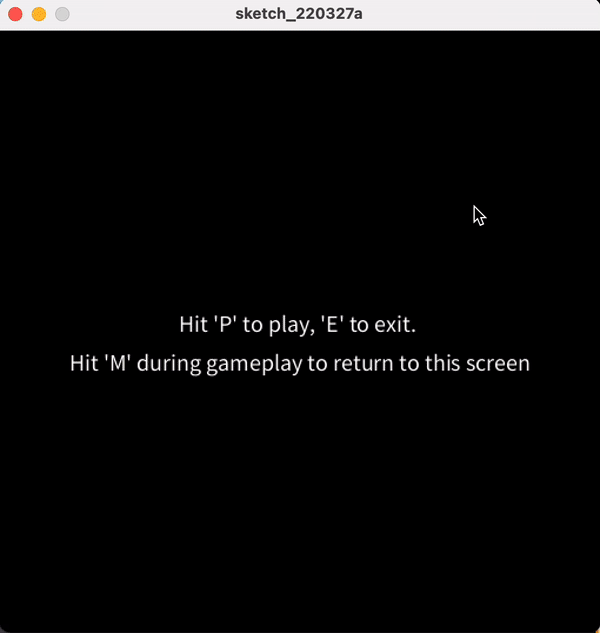 sketch_220327a
Hit 'P' to play, 'E' to exit.
Hit 'M' during gameplay to return to this screen